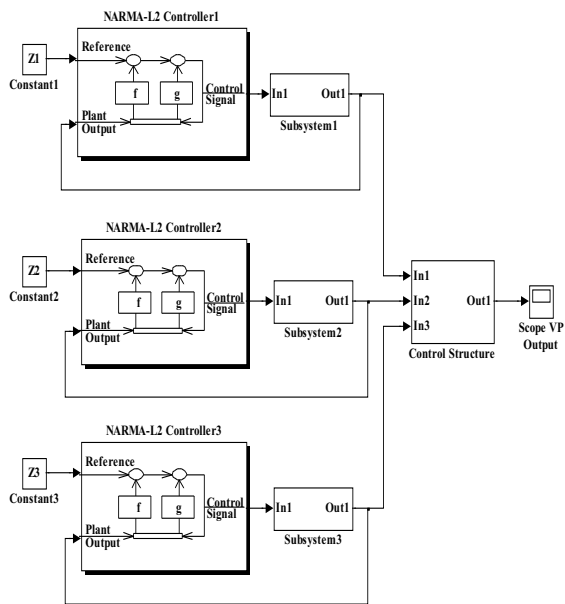 NARMA-L2 Controller1
Z1
Constant1
Reference
f
g
Control
Signal
Plant
Output
In1
Out1
Subsystem1
NARMA-L2 Controller2
Z2
Constant2
Reference
f
g
Control
Signal
Plant
Output
In1
Out1
Subsystem2
In1
In2
In3
Out1
Control Structure
Scope VP
Output
NARMA-L2 Controller3
Z3
Constant3
Reference
f
g
Control
Signal
Plant
Output
In1
Out1
Subsystem3